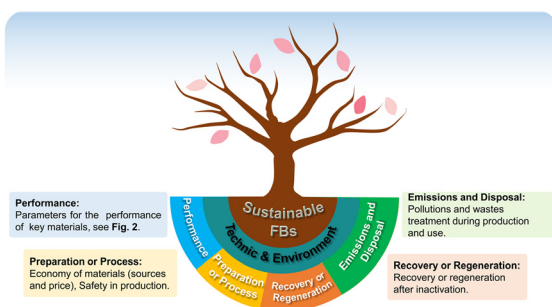 Performance:
Parameters for the performance
of key materials, see Fig. 2.
Preparation or Process:
Economy of materials (sources
and price), Safety in production.
Sustainable
FBs
Technic & Environment
Performance
Preparation
or Process
Recovery or
Regeneration
Emissions and
Disposal
Emissions and Disposal:
Pollutions and wastes
treatment during production
and use.
Recovery or Regeneration:
Recovery or regeneration
after inactivation.